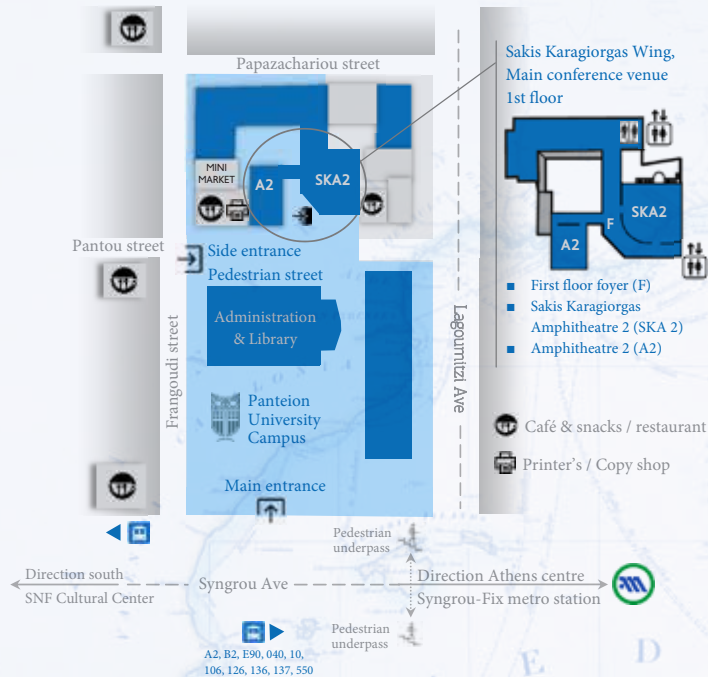 Papazachariou street
Sakis Karagiorgas Wing,
Main conference venue
1st floor
MINI
MARKET
A2
SKA2
F
SKA2
A2
Pantou street
Side entrance
Pedestrian street
First floor foyer (F)
Sakis Karagiorgas
Amphitheatre 2 (SKA 2)
Amphitheatre 2 (A2)
Administration
& Library
Frangoudi street
Lagoumitzi Ave
Panteion
University
Campus
Café & snacks / restaurant
Printer's / Copy shop
Main entrance
Pedestrian
underpass
Direction south
SNF Cultural Center
Syngrou Ave
Direction Athens centre
Syngrou-Fix metro station
Pedestrian
underpass
A2, B2, E90, 040, 10,
106, 126, 136, 137, 550
E D